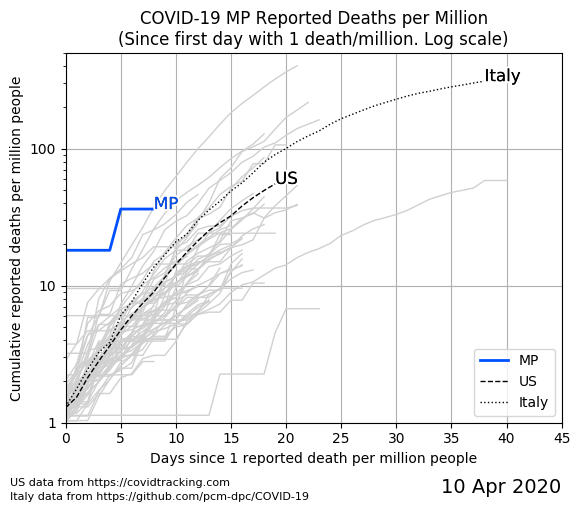 COVID-19 MP Reported Deaths per Million
(Since first day with 1 death/million. Log scale)
Cumulative reported deaths per million people
100
10
1
Italy
US
MP
MP
US
Italy
0 5 10 15 20 25 30 35 40 45
Days since 1 reported death per million people
US data from https://covidtracking.com
Italy data from https://github.com/pcm-dpc/COVID-19
10 Apr 2020